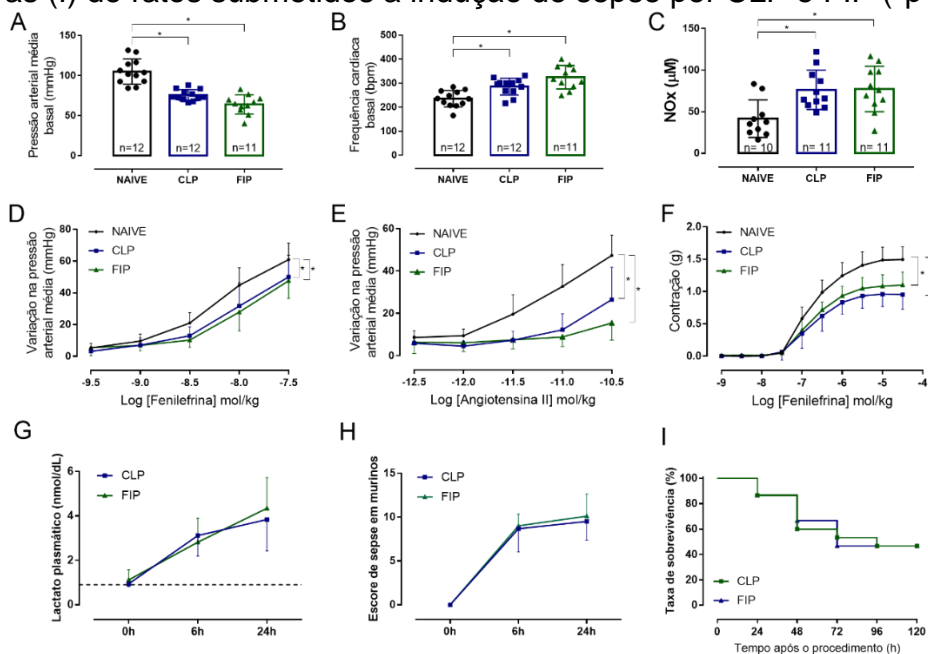 as (I) de ratos submetidos à indução de sepse por CLP e FIP (*p
A
Pressão arterial média
basal (mmHg)
200
150
100
50
0
*
*
n=12
n=12
n=11
NAIVE
CLP
FIP
B
Frequência cardíaca
basal (bpm)
500
400
300
200
100
0
*
*
n=12
n=12
n=11
NAIVE
CLP
FIP
C
NOx (µM)
150
100
50
0
*
*
n= 10
n= 11
n= 11
NAIVE
CLP
FIP
D
Variação na pressão
arterial média (mmHg)
80
60
40
20
0
NAIVE
CLP
FIP
* *
-9.5 -9.0 -8.5 -8.0 -7.5
Log [Fenilefrina] mol/kg
E
Variação na pressão
arterial média (mmHg)
60
40
20
0
NAIVE
CLP
FIP
*
*
-12.5 -12.0 -11.5 -11.0 -10.5
Log [Angiotensina II] mol/kg
F
Contração (g)
2.0
1.5
1.0
0.5
0.0
NAIVE
CLP
FIP
*
-9 -8 -7 -6 -5 -4
Log [Fenilefrina] mol/kg
G
Lactato plasmático (nmol/dL)
6
4
2
0
CLP
FIP
0h 6h 24h
H
Escore de sepse em murinos
15
10
5
0
CLP
FIP
0h 6h 24h
I
Taxa de sobrevivência (%)
100
80
60
40
20
0
CLP
FIP
0 24 48 72 96 120
Tempo após o procedimento (h)